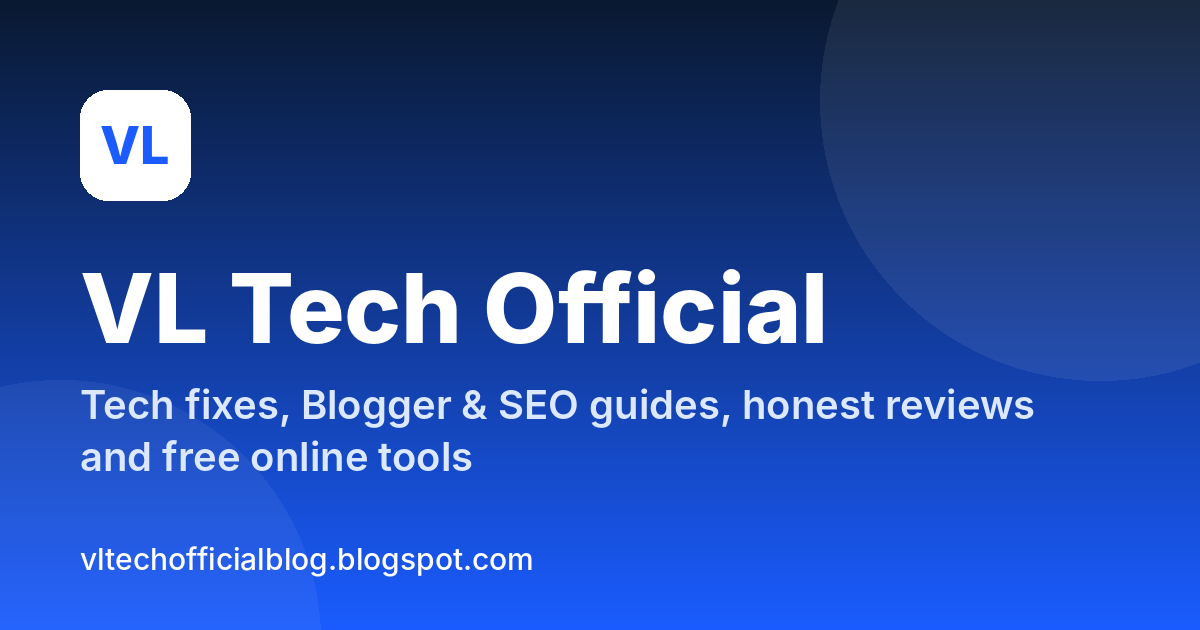 VL
VL Tech Official
Tech fixes, Blogger & SEO guides, honest reviews
and free online tools
vltechofficialblog.blogspot.com